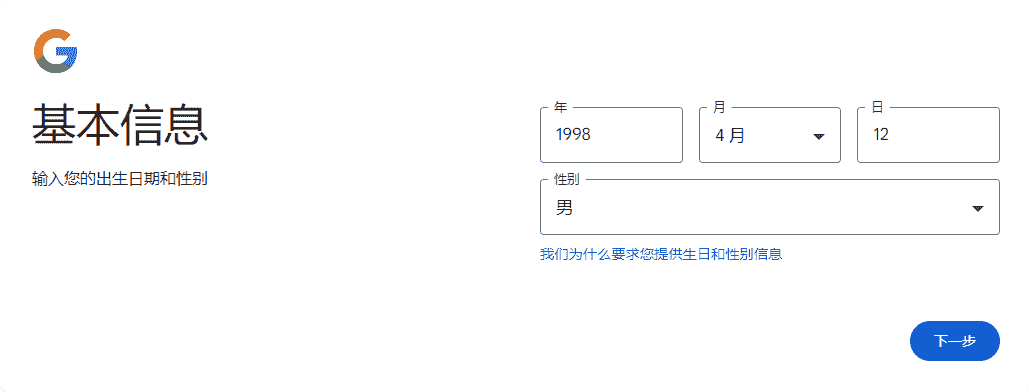 基本信息
输入您的出生日期和性别
年
1998
月
4 月
日
12
性别
男
我们为什么要求您提供生日和性别信息
下一步